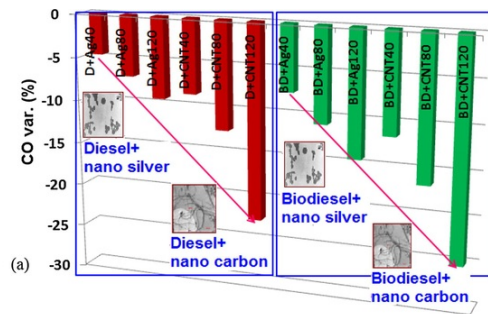 CO var. (%)
0
-5
-10
-15
-20
-25
-30
D+Ag40
D+Ag80
D+Ag120
D+CNT40
D+CNT80
D+CNT120
BD+Ag40
BD+Ag80
BD+Ag120
BD+CNT40
BD+CNT80
BD+CNT120
Diesel+
nano silver
Diesel+
nano carbon
Biodiesel+
nano silver
Biodiesel+
nano carbon
(a)